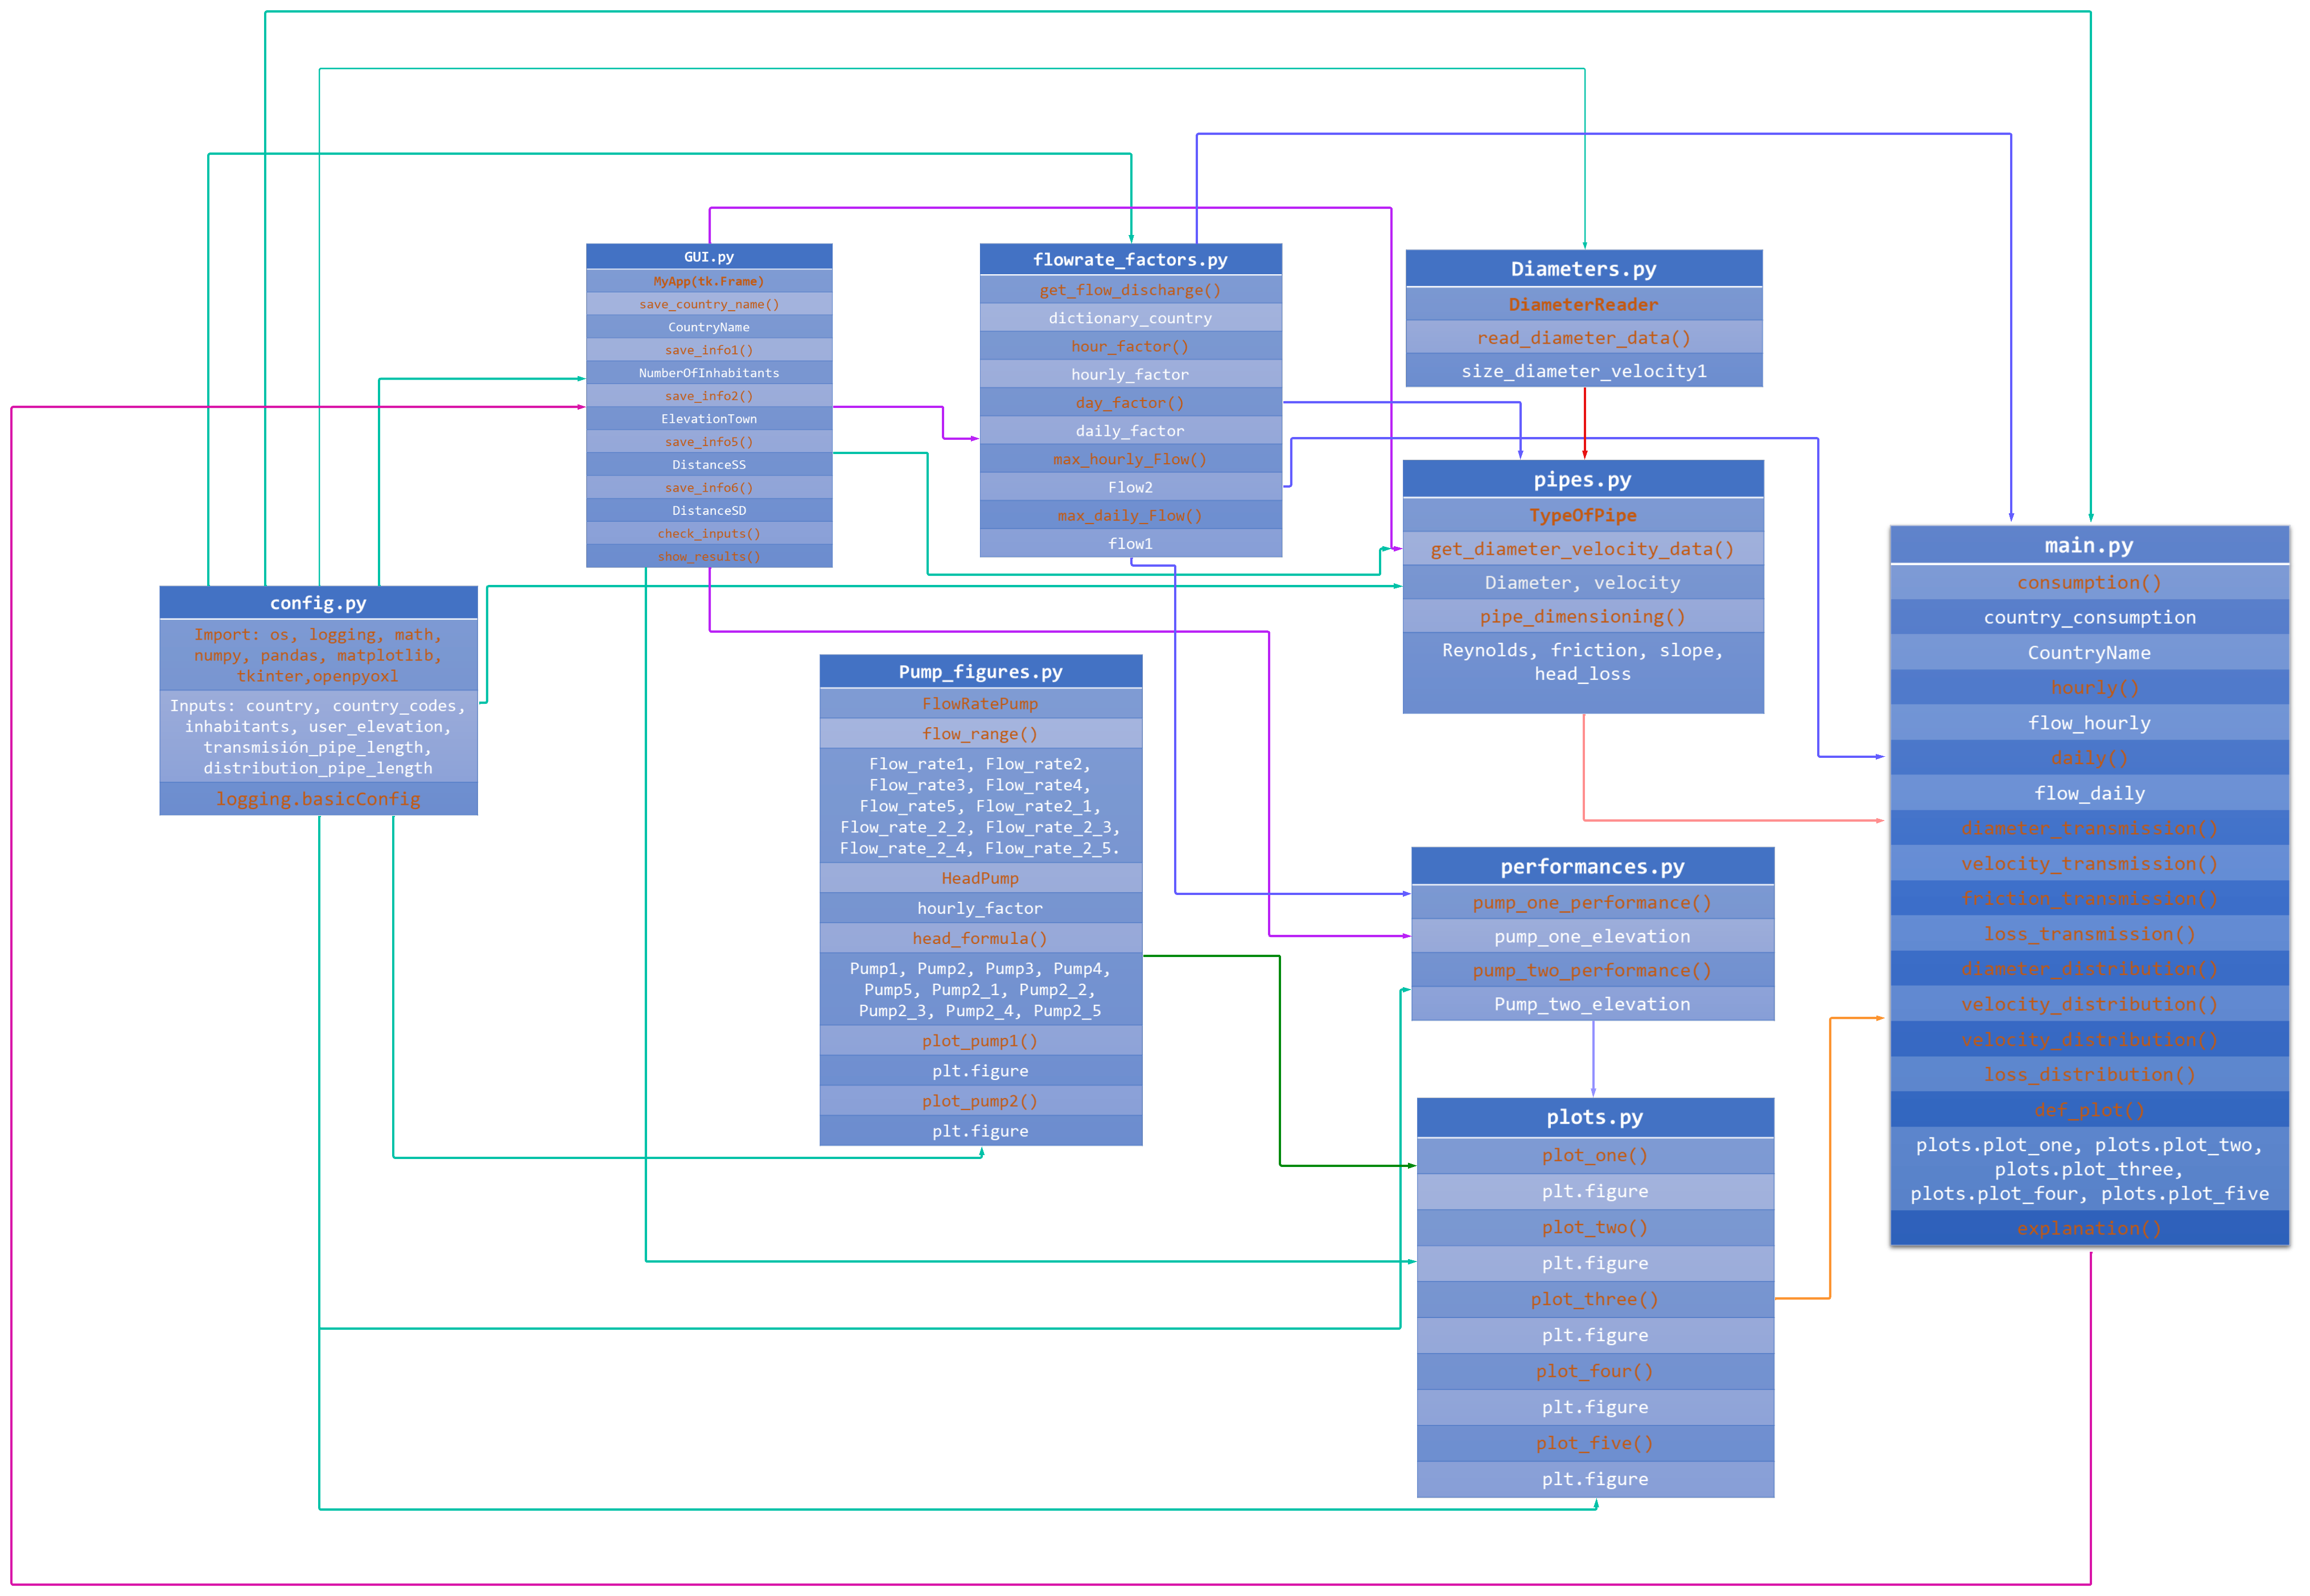 GUI.py
MyApp(tk.Frame)
save_country_name()
CountryName
save_info1()
NumberOfInhabitants
save_info2()
ElevationTown
save_info5()
DistanceSS
save_info6()
DistanceSD
check_inputs()
show_results()
flowrate_factors.py
get_flow_discharge()
dictionary_country
hour_factor()
hourly_factor
day_factor()
daily_factor
max_hourly_Flow()
Flow2
max_daily_Flow()
flow1
Diameters.py
DiameterReader
read_diameter_data()
size_diameter_velocity1
pipes.py
TypeOfPipe
get_diameter_velocity_data()
Diameter, velocity
pipe_dimensioning()
Reynolds, friction, slope,
head_loss
config.py
Import: os, logging, math,
numpy, pandas, matplotlib,
tkinter,openpyoxl
Inputs: country, country_codes,
inhabitants, user_elevation,
transmisión_pipe_length,
distribution_pipe_length
logging.basicConfig
Pump_figures.py
FlowRatePump
flow_range()
Flow_rate1, Flow_rate2,
Flow_rate3, Flow_rate4,
Flow_rate5, Flow_rate2_1,
Flow_rate_2_2, Flow_rate_2_3,
Flow_rate_2_4, Flow_rate_2_5.
HeadPump
hourly_factor
head_formula()
Pump1, Pump2, Pump3, Pump4,
Pump5, Pump2_1, Pump2_2,
Pump2_3, Pump2_4, Pump2_5
plot_pump1()
plt.figure
plot_pump2()
plt.figure
performances.py
pump_one_performance()
pump_one_elevation
pump_two_performance()
Pump_two_elevation
plots.py
plot_one()
plt.figure
plot_two()
plt.figure
plot_three()
plt.figure
plot_four()
plt.figure
plot_five()
plt.figure
main.py
consumption()
country_consumption
CountryName
hourly()
flow_hourly
daily()
flow_daily
diameter_transmission()
velocity_transmission()
friction_transmission()
loss_transmission()
diameter_distribution()
velocity_distribution()
velocity_distribution()
loss_distribution()
def_plot()
plots.plot_one, plots.plot_two,
plots.plot_three,
plots.plot_four, plots.plot_five
explanation()